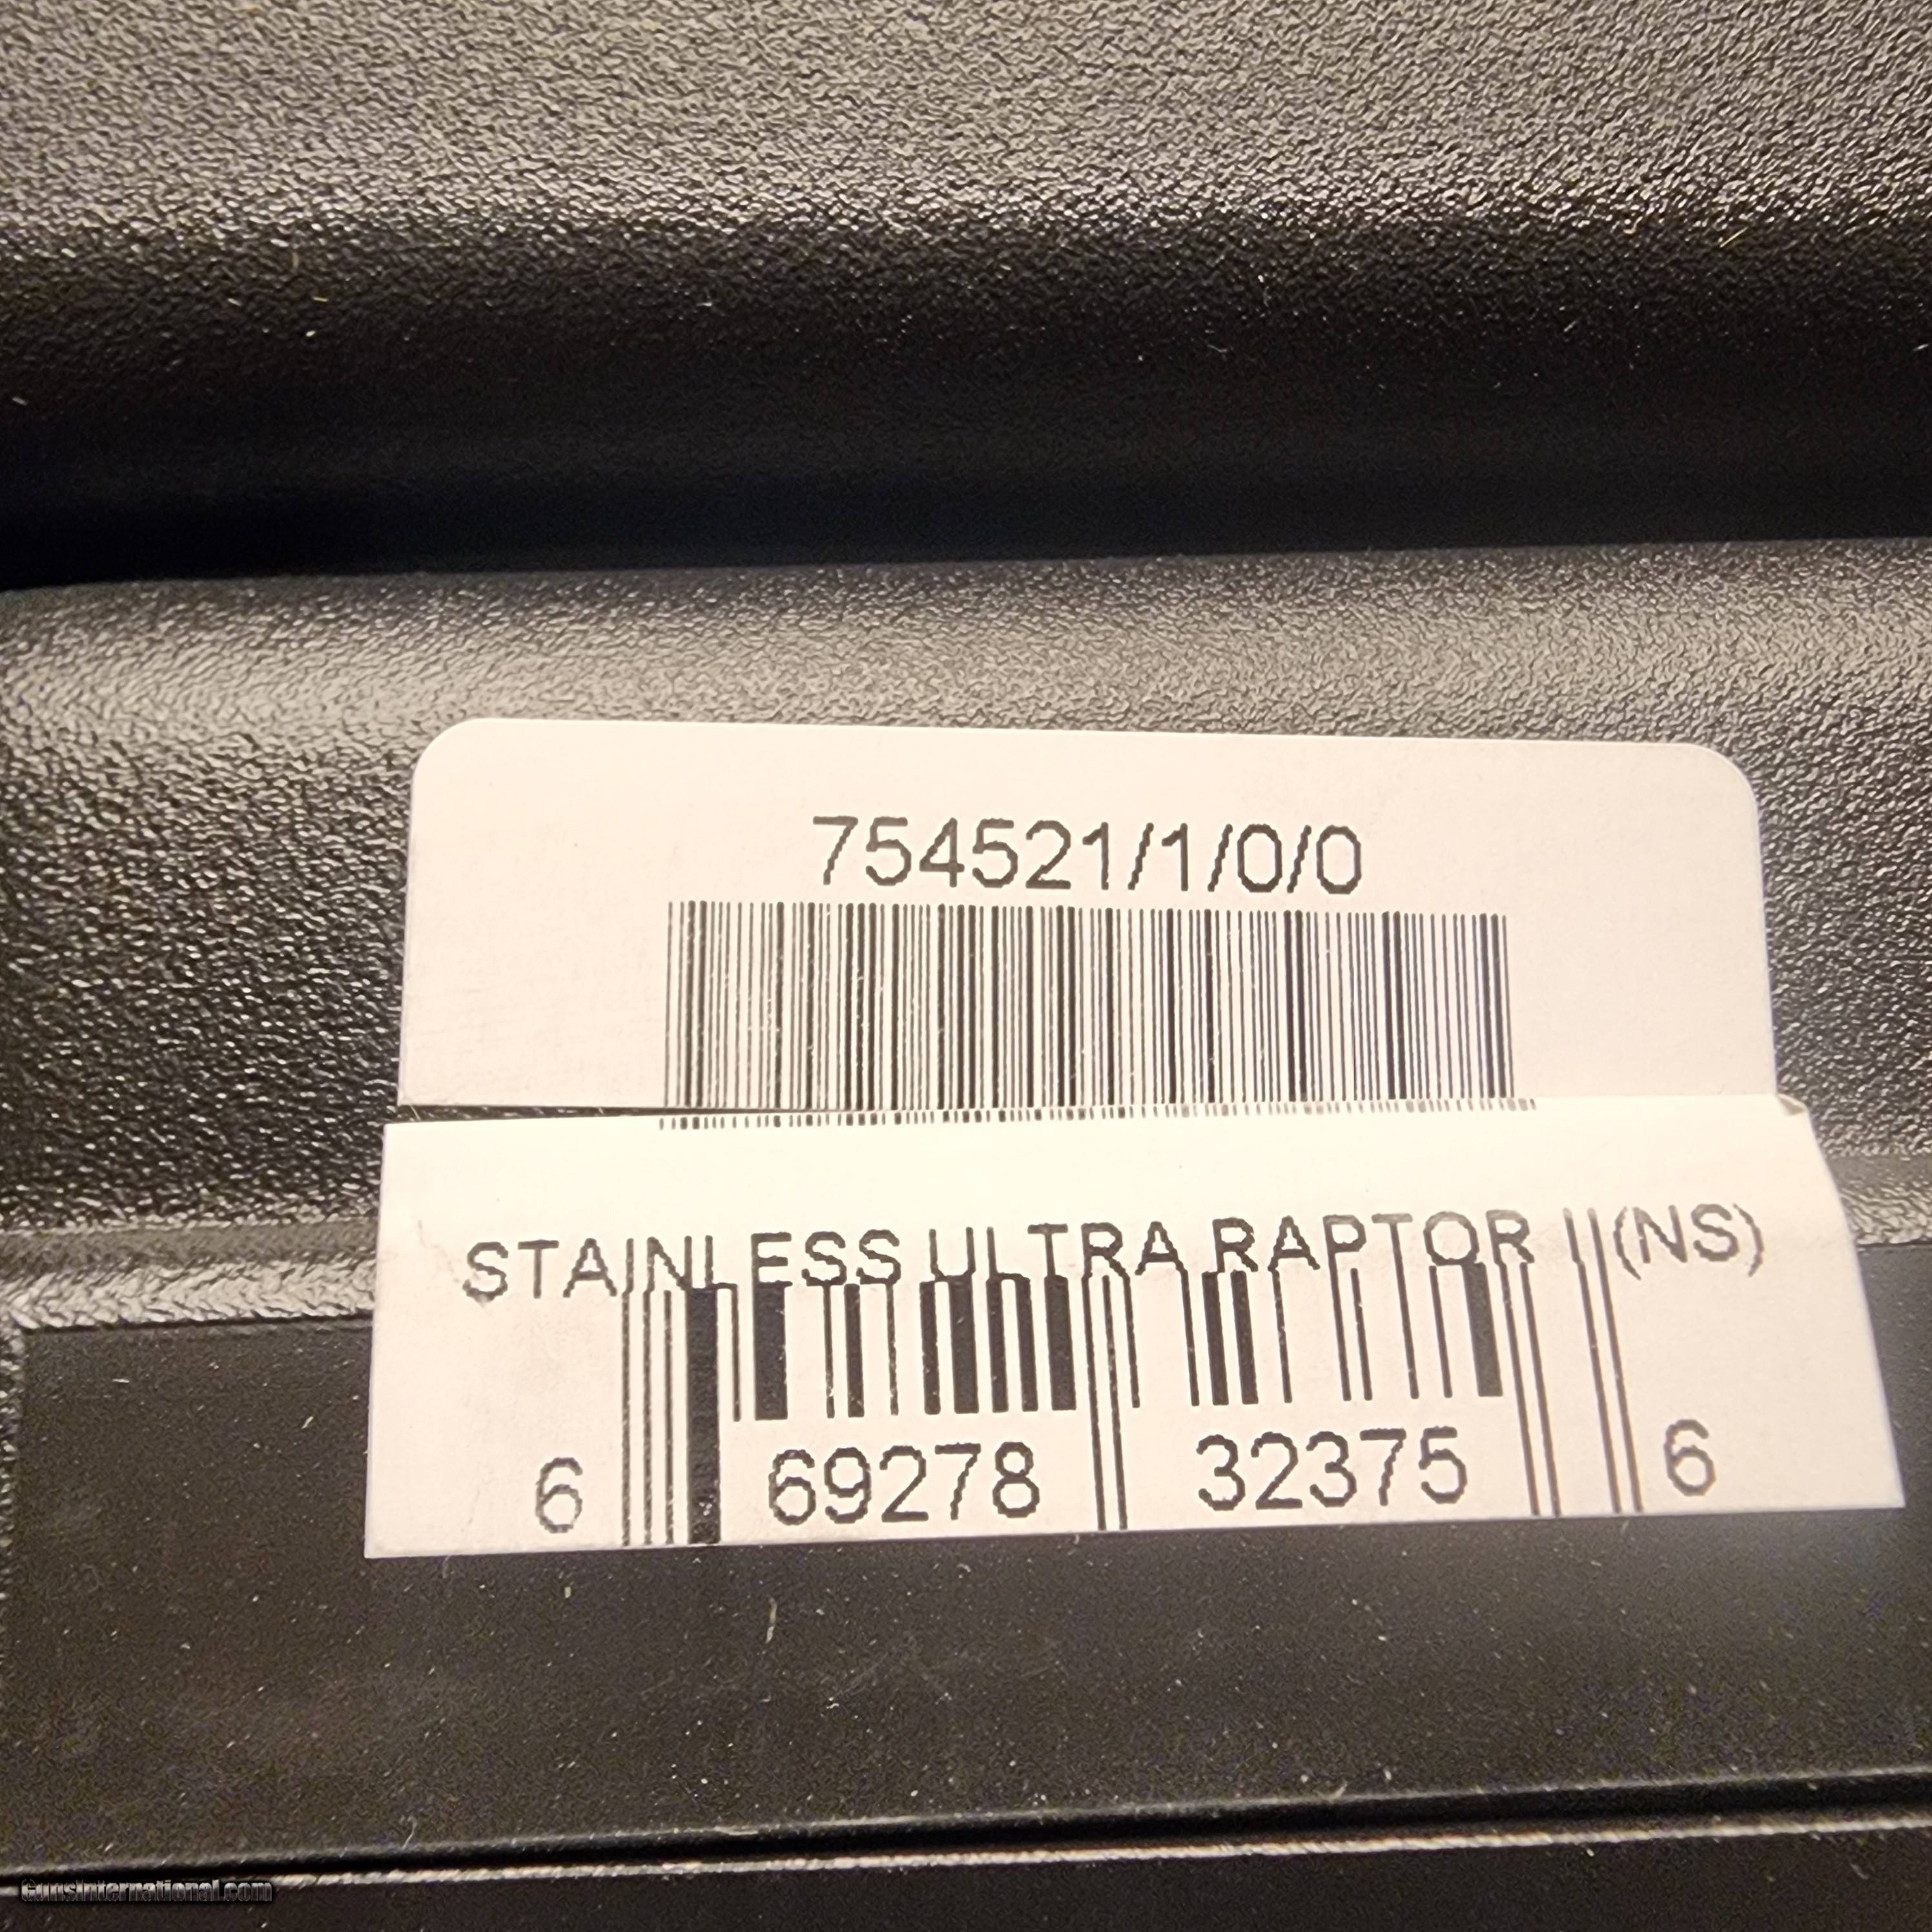 754521/1/0/0
STAINLESS ULTRA RAPTOR II (NS)
6 69278 32375 6
GunsInternational.com